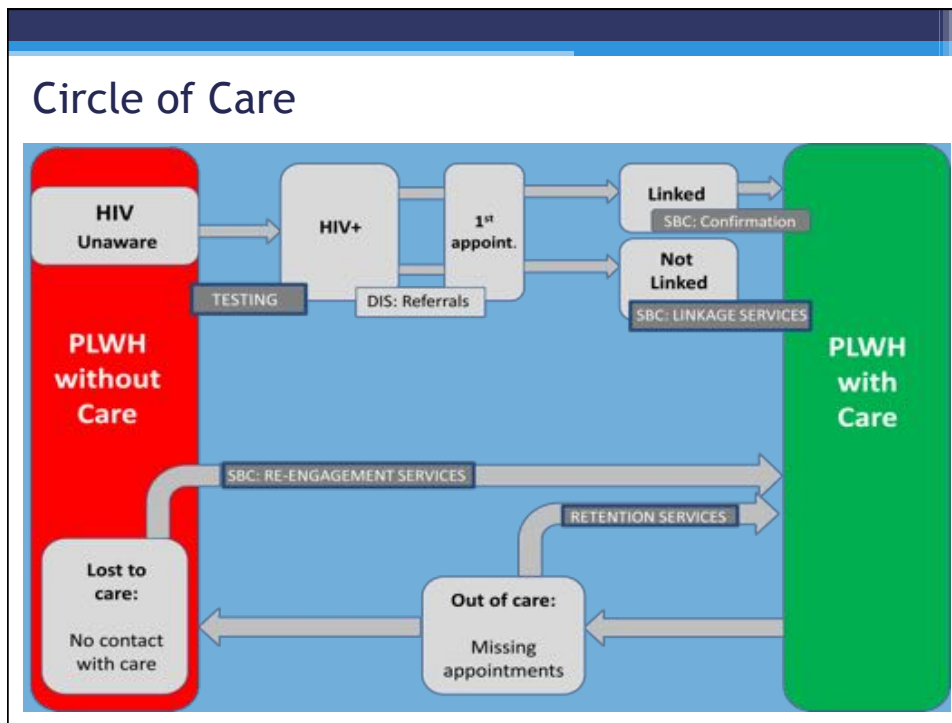 Circle of Care
HIV
Unaware
TESTING
HIV+
DIS: Referrals
1st
appoint.
Linked
SBC: Confirmation
Not
Linked
SBC: LINKAGE SERVICES
PLWH
without
Care
PLWH
with
Care
SBC: RE-ENGAGEMENT SERVICES
RETENTION SERVICES
Lost to
care:
No contact
with care
Out of care:
Missing
appointments